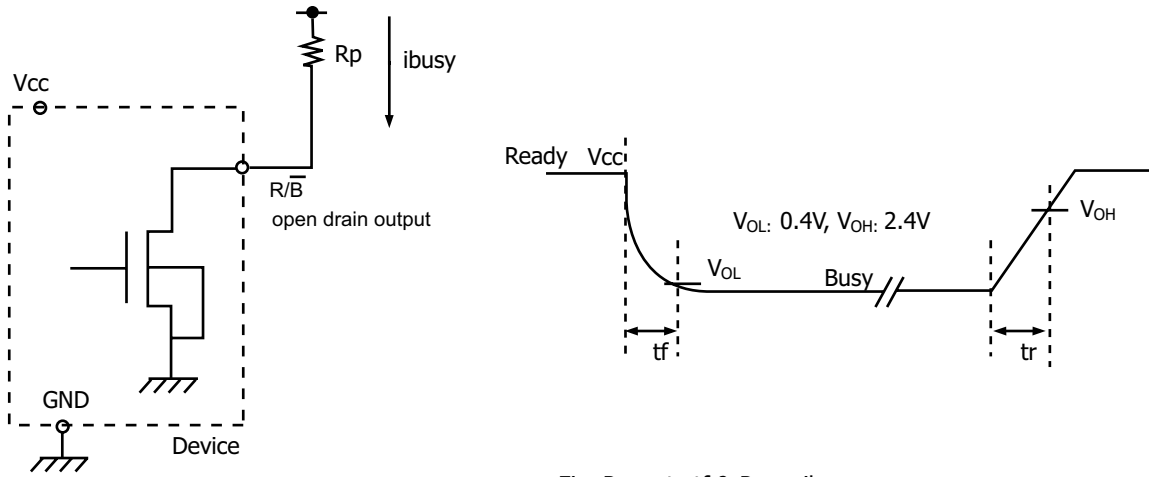 Rp
ibusy
Vcc
R/B̅
open drain output
GND
Device
Ready Vcc
VOL: 0.4V, VOH: 2.4V
VOH
VOL
Busy
tf
tr